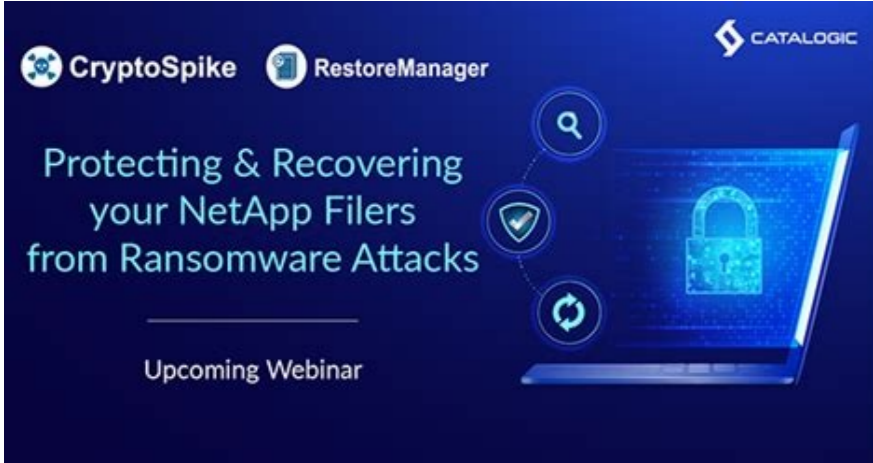 CryptoSpike
RestoreManager
CATALOGIC
Protecting & Recovering
your NetApp Filers
from Ransomware Attacks
Upcoming Webinar